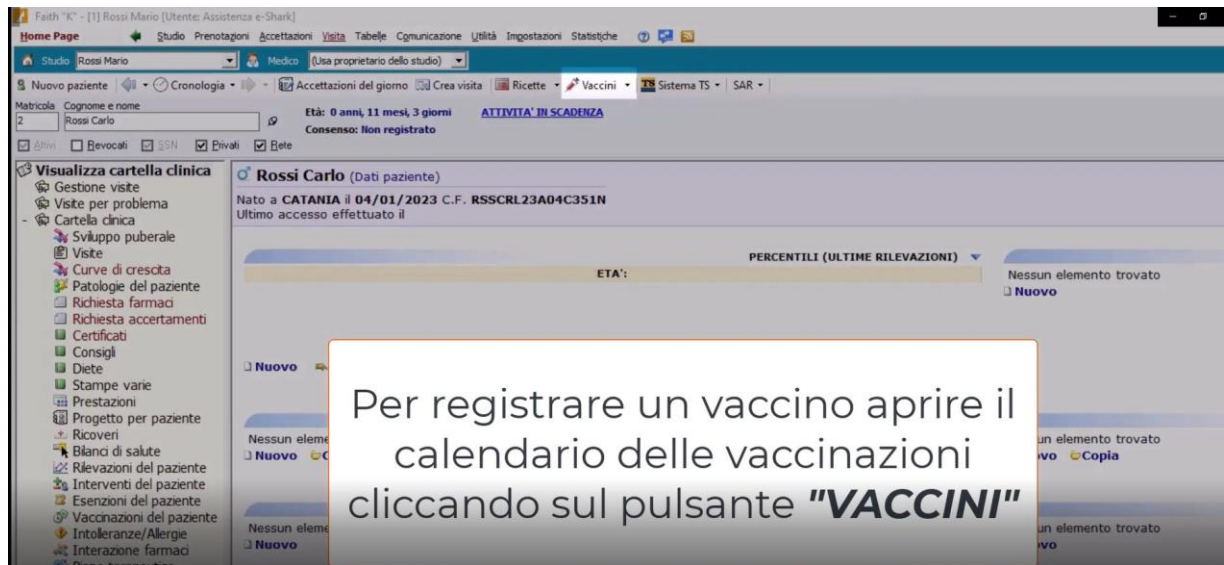 Faith "K" - [1] Rossi Mario [Utente: Assistenza e-Shark]
Home Page Studio Prenotazioni Accettazioni Visita Tabelle Comunicazione Utilità Impostazioni Statistiche
Studio Rossi Mario Medico (Usa proprietario dello studio)
Nuovo paziente Cronologia Accettazioni del giorno Crea visita Ricette Vaccini TS Sistema TS SAR
Matricola Cognome e nome
2 Rossi Carlo
Età: 0 anni, 11 mesi, 3 giorni ATTIVITA' IN SCADENZA
Consenso: Non registrato
Attivi Revocati SSN Privati Rete
Visualizza cartella clinica
Gestione visite
Visite per problema
Cartella clinica
Sviluppo puberale
Visite
Curve di crescita
Patologie del paziente
Richiesta farmaci
Richiesta accertamenti
Certificati
Consigli
Diete
Stampe varie
Prestazioni
Progetto per paziente
Ricoveri
Bilanci di salute
Rilevazioni del paziente
Interventi del paziente
Esenzioni del paziente
Vaccinazioni del paziente
Intolleranze/Allergie
Interazione farmaci
Rossi Carlo (Dati paziente)
Nato a CATANIA il 04/01/2023 C.F. RSSCRL23A04C351N
Ultimo accesso effettuato il
PERCENTILI (ULTIME RILEVAZIONI)
ETA':
Nessun elemento trovato
Nuovo
Nuovo
Per registrare un vaccino aprire il
calendario delle vaccinazioni
cliccando sul pulsante "VACCINI"
Nessun eleme
Nuovo C
un elemento trovato
vo Copia
Nessun eleme
Nuovo
un elemento trovato
vo